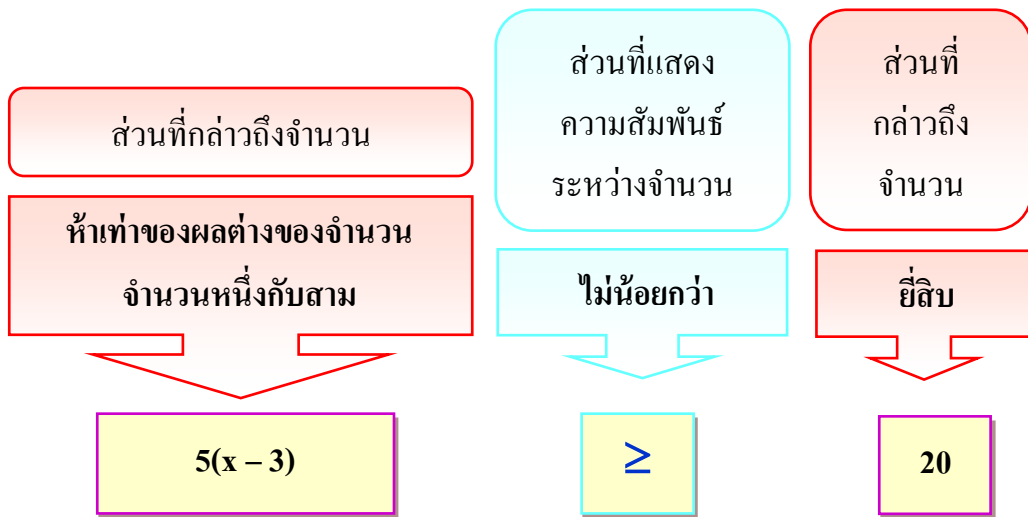 ส่วนที่กล่าวถึงจำนวน
ส่วนที่แสดง
ความสัมพันธ์
ระหว่างจำนวน
ส่วนที่
กล่าวถึง
จำนวน
ห้าเท่าของผลต่างของจำนวน
จำนวนหนึ่งกับสาม
ไม่น้อยกว่า
ยี่สิบ
5(x – 3)
≥
20